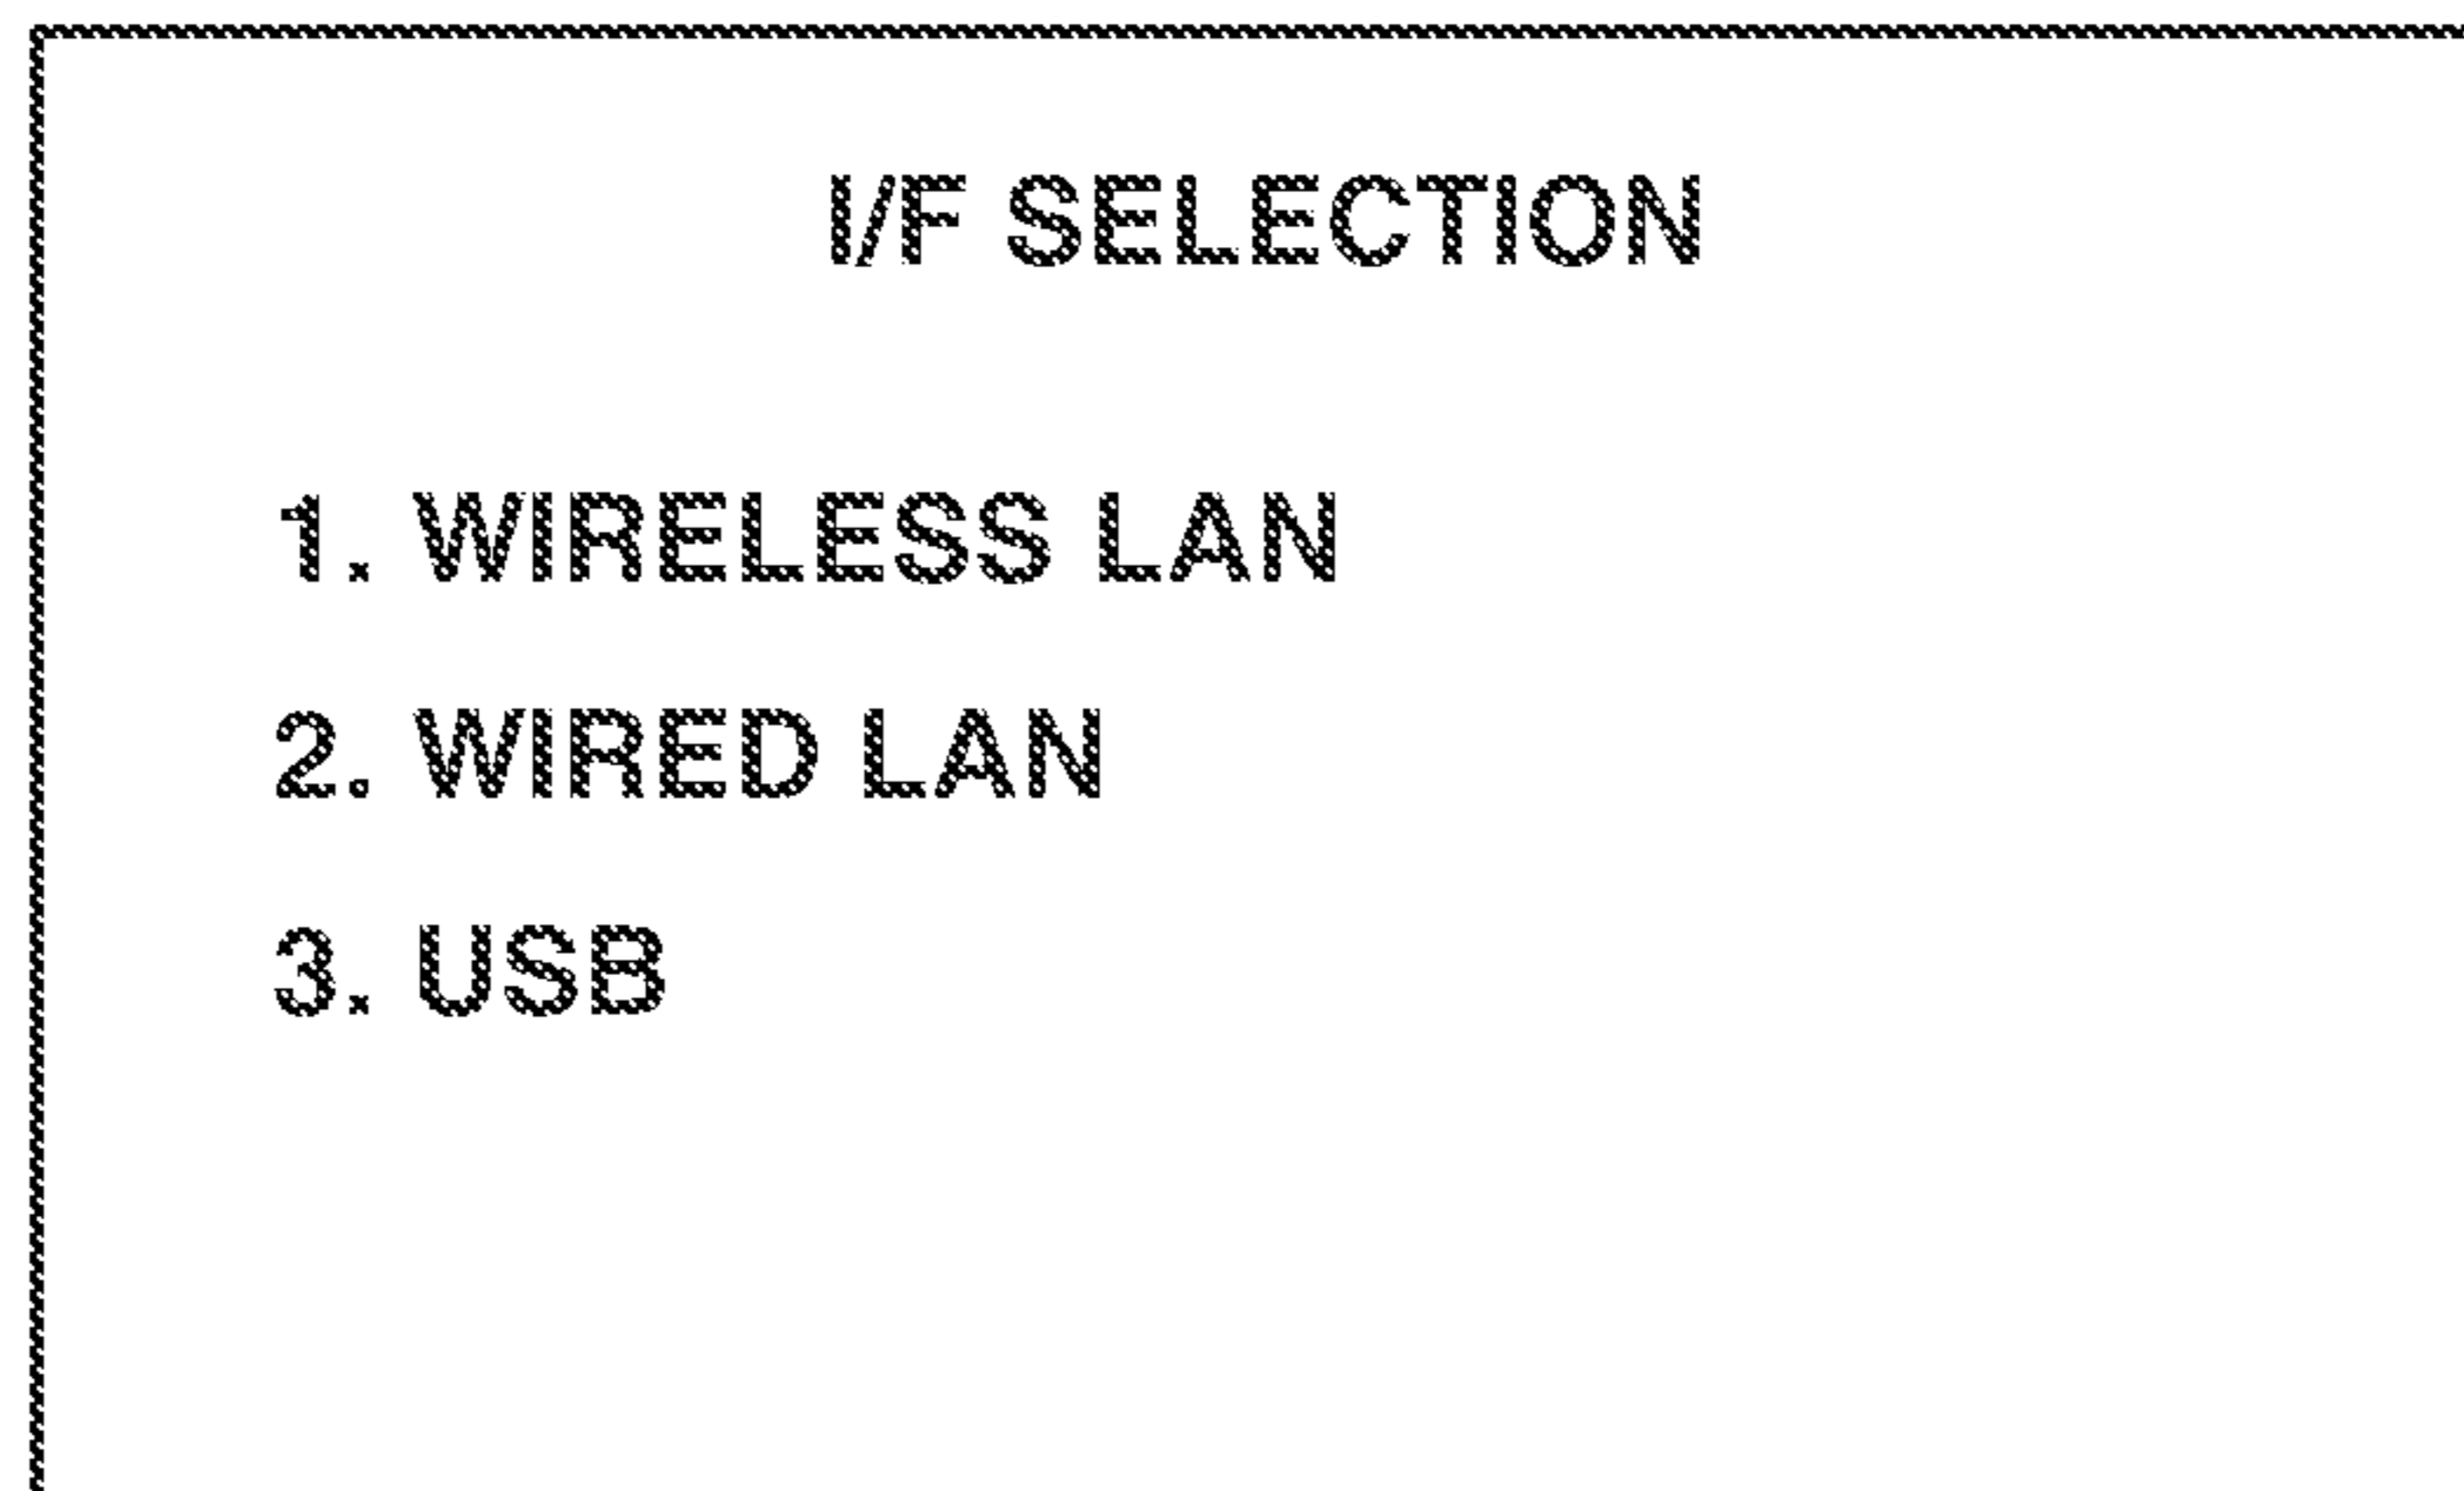 I/F SELECTION
1. WIRELESS LAN
2. WIRED LAN
3. USB